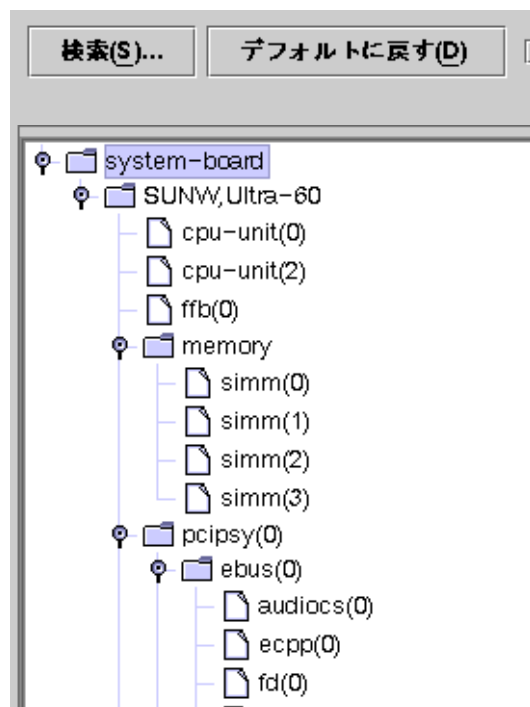 検索(S)... デフォルトに戻す(D)
system-board
SUNW,Ultra-60
cpu-unit(0)
cpu-unit(2)
ffb(0)
memory
simm(0)
simm(1)
simm(2)
simm(3)
pcipsy(0)
ebus(0)
audiocs(0)
ecpp(0)
fd(0)